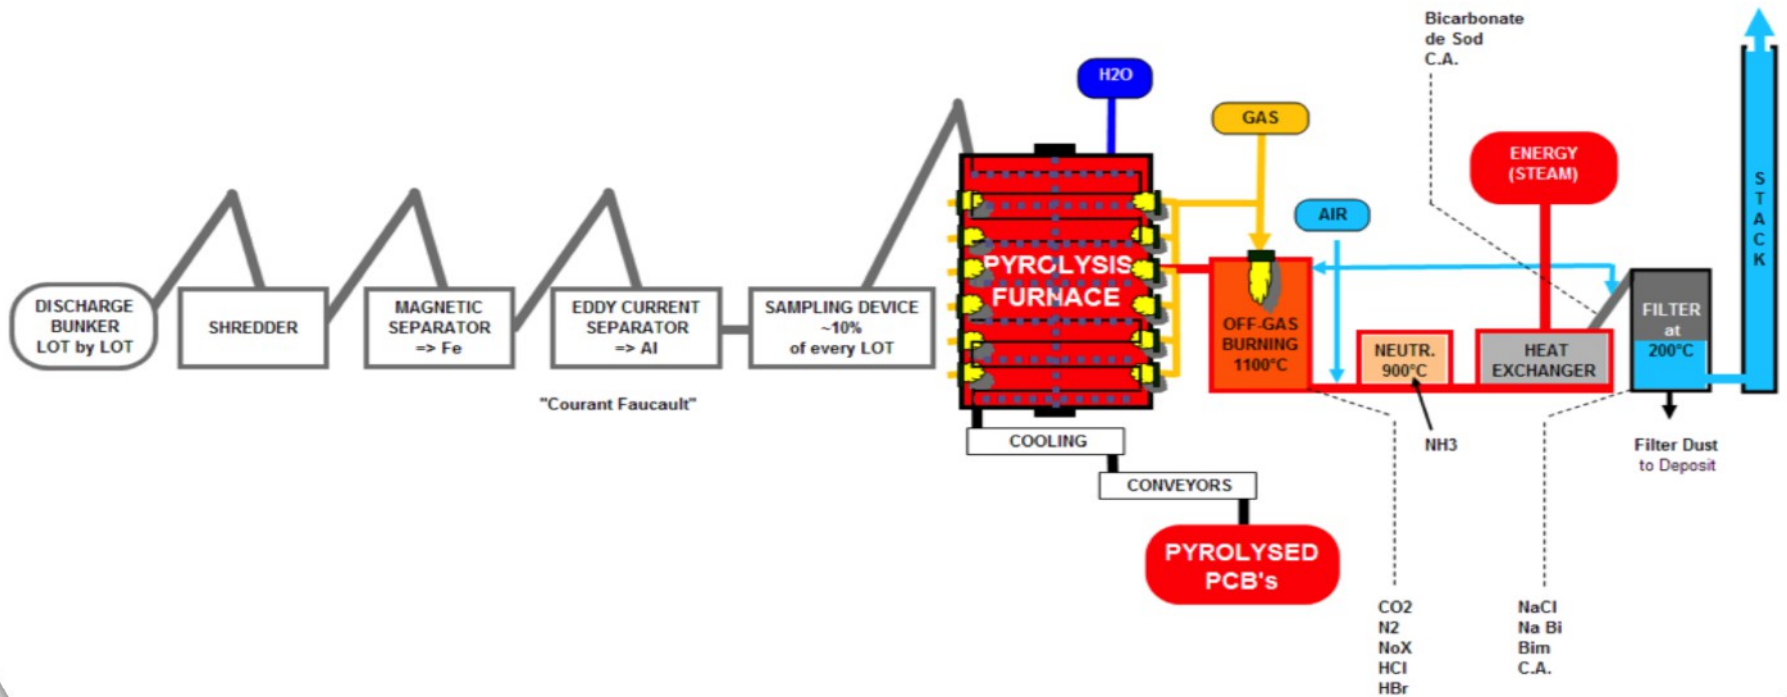 Bicarbonate
de Sod
C.A.
H2O
GAS
ENERGY
(STEAM)
AIR
STACK
DISCHARGE
BUNKER
LOT by LOT
SHREDDER
MAGNETIC
SEPARATOR
=> Fe
EDDY CURRENT
SEPARATOR
=> Al
SAMPLING DEVICE
~10%
of every LOT
PYROLYSIS
FURNACE
OFF-GAS
BURNING
1100°C
NEUTR.
900°C
HEAT
EXCHANGER
FILTER
at
200°C
"Courant Faucault"
COOLING
NH3
Filter Dust
to Deposit
CONVEYORS
PYROLYSED
PCB's
CO2
N2
NoX
HCl
HBr
NaCl
Na Bi
Bim
C.A.